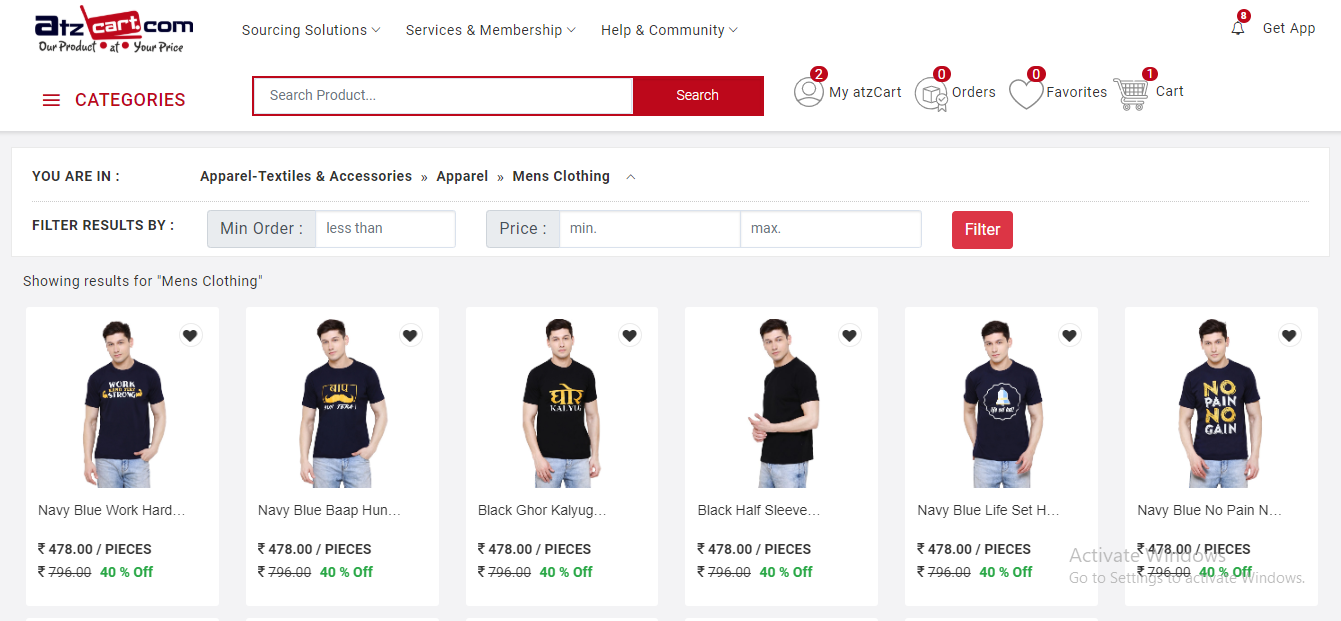 atzcart.com
Our Product at Your Price
Sourcing Solutions
Services & Membership
Help & Community
8
Get App
CATEGORIES
Search Product...
Search
2
My atzCart
0
Orders
0
Favorites
1
Cart
YOU ARE IN :
Apparel-Textiles & Accessories » Apparel » Mens Clothing
FILTER RESULTS BY :
Min Order :
less than
Price :
min.
max.
Filter
Showing results for "Mens Clothing"
WORK
STRONG
बाप
HUN TERA !
घोर
KALYUG
NO
PAIN
NO
GAIN
Navy Blue Work Hard...
Navy Blue Baap Hun...
Black Ghor Kalyug...
Black Half Sleeve...
Navy Blue Life Set H...
Navy Blue No Pain N...
₹ 478.00 / PIECES
₹ 478.00 / PIECES
₹ 478.00 / PIECES
₹ 478.00 / PIECES
₹ 478.00 / PIECES
₹ 478.00 / PIECES
₹ 796.00 40 % Off
₹ 796.00 40 % Off
₹ 796.00 40 % Off
₹ 796.00 40 % Off
₹ 796.00 40 % Off
₹ 796.00 40 % Off
Activate Windows
Go to Settings to activate Windows.